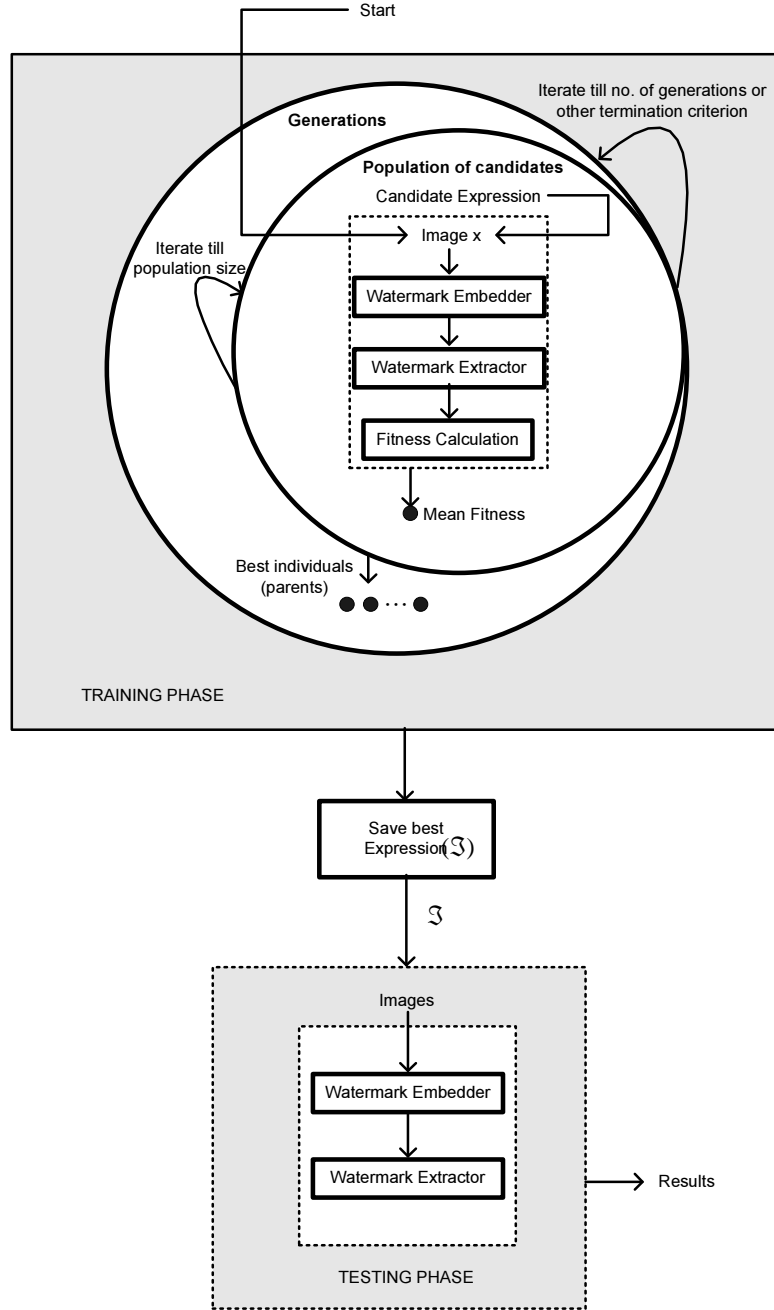 Start
Iterate till no. of generations or
other termination criterion
Generations
Population of candidates
Candidate Expression
Image x
Iterate till
population size
Watermark Embedder
Watermark Extractor
Fitness Calculation
Mean Fitness
Best individuals
(parents)
...
TRAINING PHASE
Save best
Expression(ℑ)
ℑ
Images
Watermark Embedder
Watermark Extractor
Results
TESTING PHASE